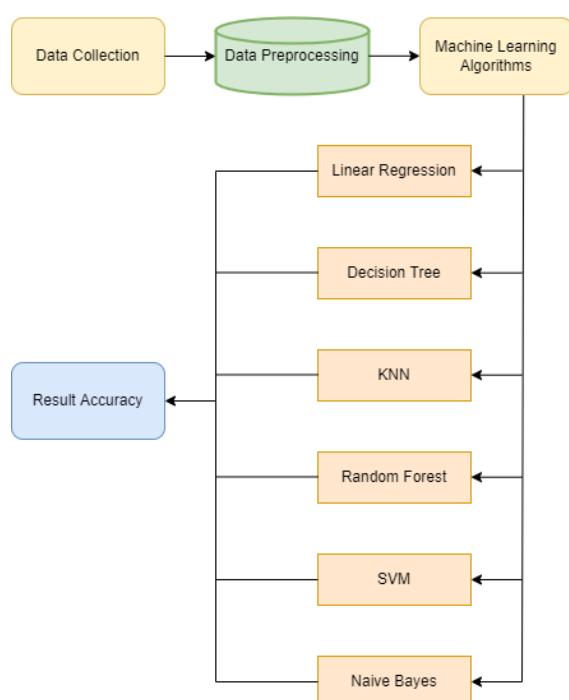 Data Collection
Data Preprocessing
Machine Learning
Algorithms
Linear Regression
Decision Tree
KNN
Result Accuracy
Random Forest
SVM
Naive Bayes